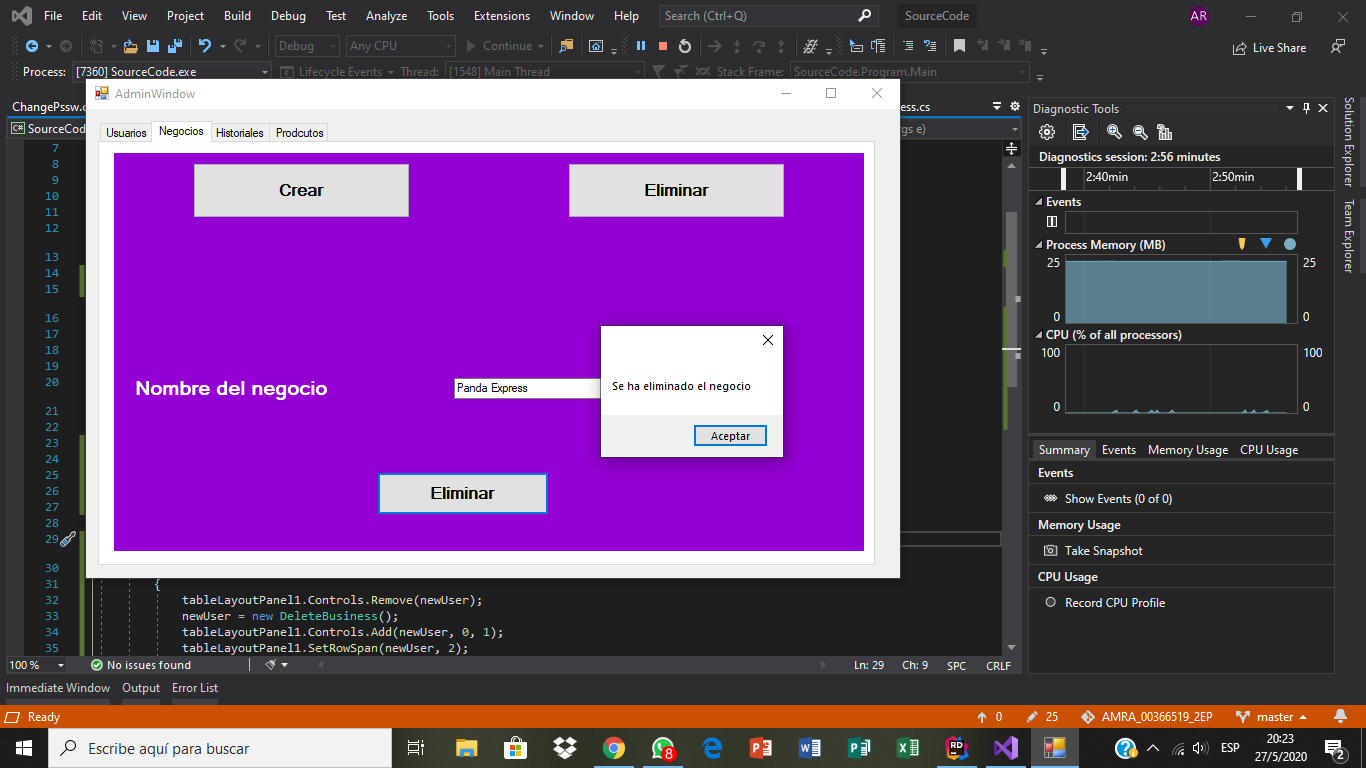 File Edit View Project Build Debug Test Analyze Tools Extensions Window Help Search (Ctrl+Q) SourceCode AR
Debug Any CPU Continue Live Share
Process: [7360] SourceCode.exe Lifecycle Events Thread: [1548] Main Thread Stack Frame: SourceCode.Program.Main
AdminWindow
ChangePssw.c ess.cs
SourceCod gs e)
Usuarios Negocios Historiales Prodcutos
Crear Eliminar
Nombre del negocio Panda Express
Se ha eliminado el negocio
Aceptar
Eliminar
7
8
9
10
11
12
13
14
15
16
17
18
19
20
21
22
23
24
25
26
27
28
29
30
31 {
32 tableLayoutPanel1.Controls.Remove(newUser);
33 newUser = new DeleteBusiness();
34 tableLayoutPanel1.Controls.Add(newUser, 0, 1);
35 tableLayoutPanel1.SetRowSpan(newUser, 2);
100 % No issues found Ln: 29 Ch: 9 SPC CRLF
Immediate Window Output Error List
Diagnostic Tools
Diagnostics session: 2:56 minutes
2:40min 2:50min
Events
Process Memory (MB)
25 25
0 0
CPU (% of all processors)
100 100
0 0
Summary Events Memory Usage CPU Usage
Events
Show Events (0 of 0)
Memory Usage
Take Snapshot
CPU Usage
Record CPU Profile
Solution Explorer
Team Explorer
Ready 0 25 AMRA_00366519_2EP master
Escribe aquí para buscar 8 RD ESP 20:23
27/5/2020 2